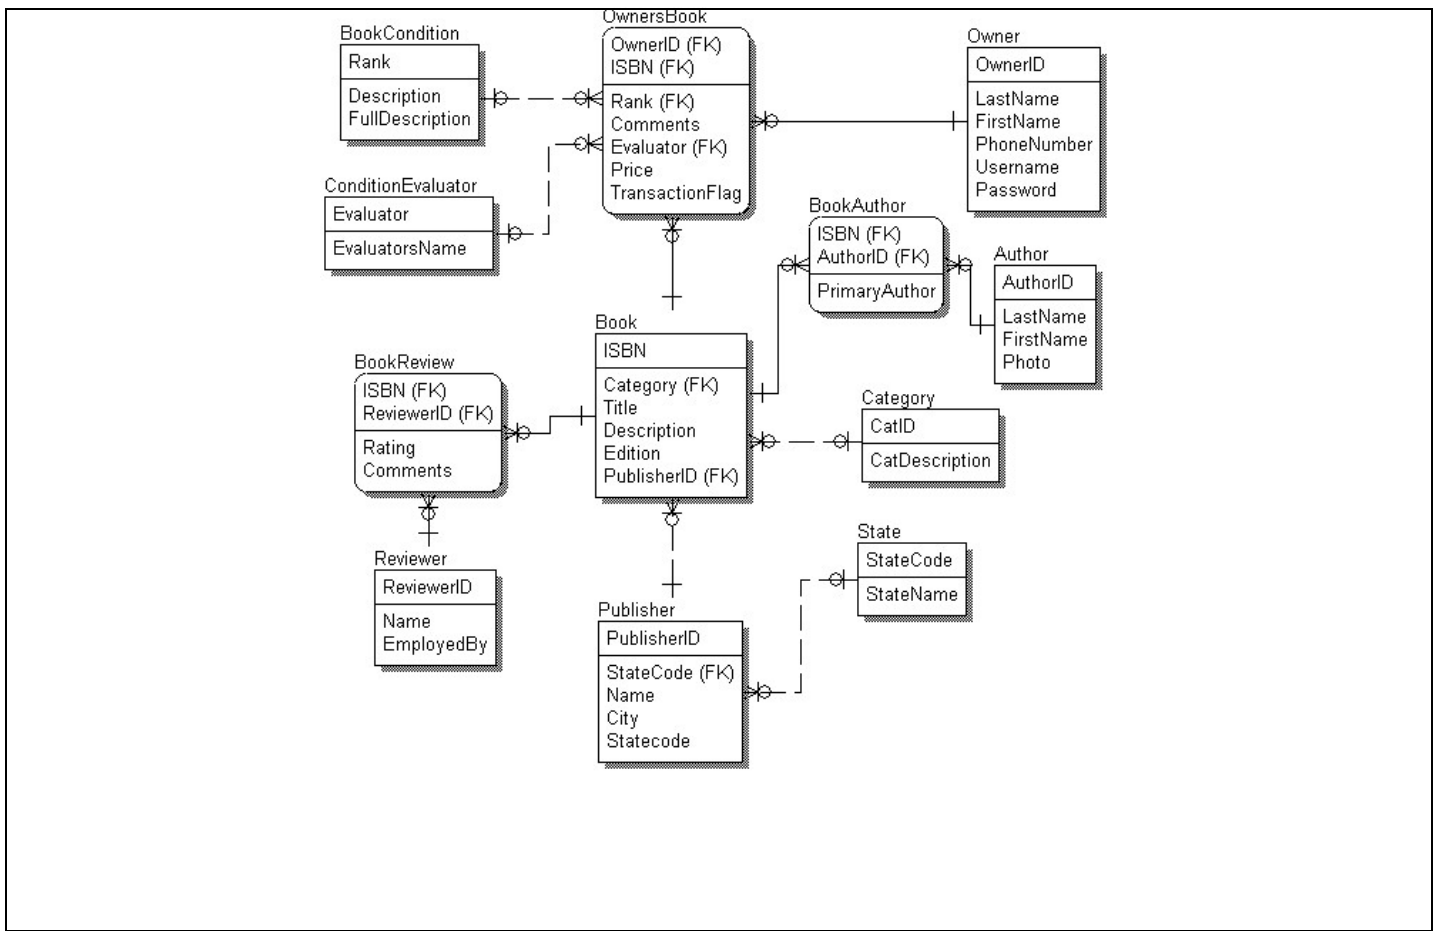 OwnersBook
OwnerID (FK)
ISBN (FK)
Rank (FK)
Comments
Evaluator (FK)
Price
TransactionFlag
BookCondition
Rank
Description
FullDescription
Owner
OwnerID
LastName
FirstName
PhoneNumber
Username
Password
ConditionEvaluator
Evaluator
EvaluatorsName
BookAuthor
ISBN (FK)
AuthorID (FK)
PrimaryAuthor
Author
AuthorID
LastName
FirstName
Photo
Book
ISBN
Category (FK)
Title
Description
Edition
PublisherID (FK)
BookReview
ISBN (FK)
ReviewerID (FK)
Rating
Comments
Category
CatID
CatDescription
State
StateCode
StateName
Reviewer
ReviewerID
Name
EmployedBy
Publisher
PublisherID
StateCode (FK)
Name
City
Statecode